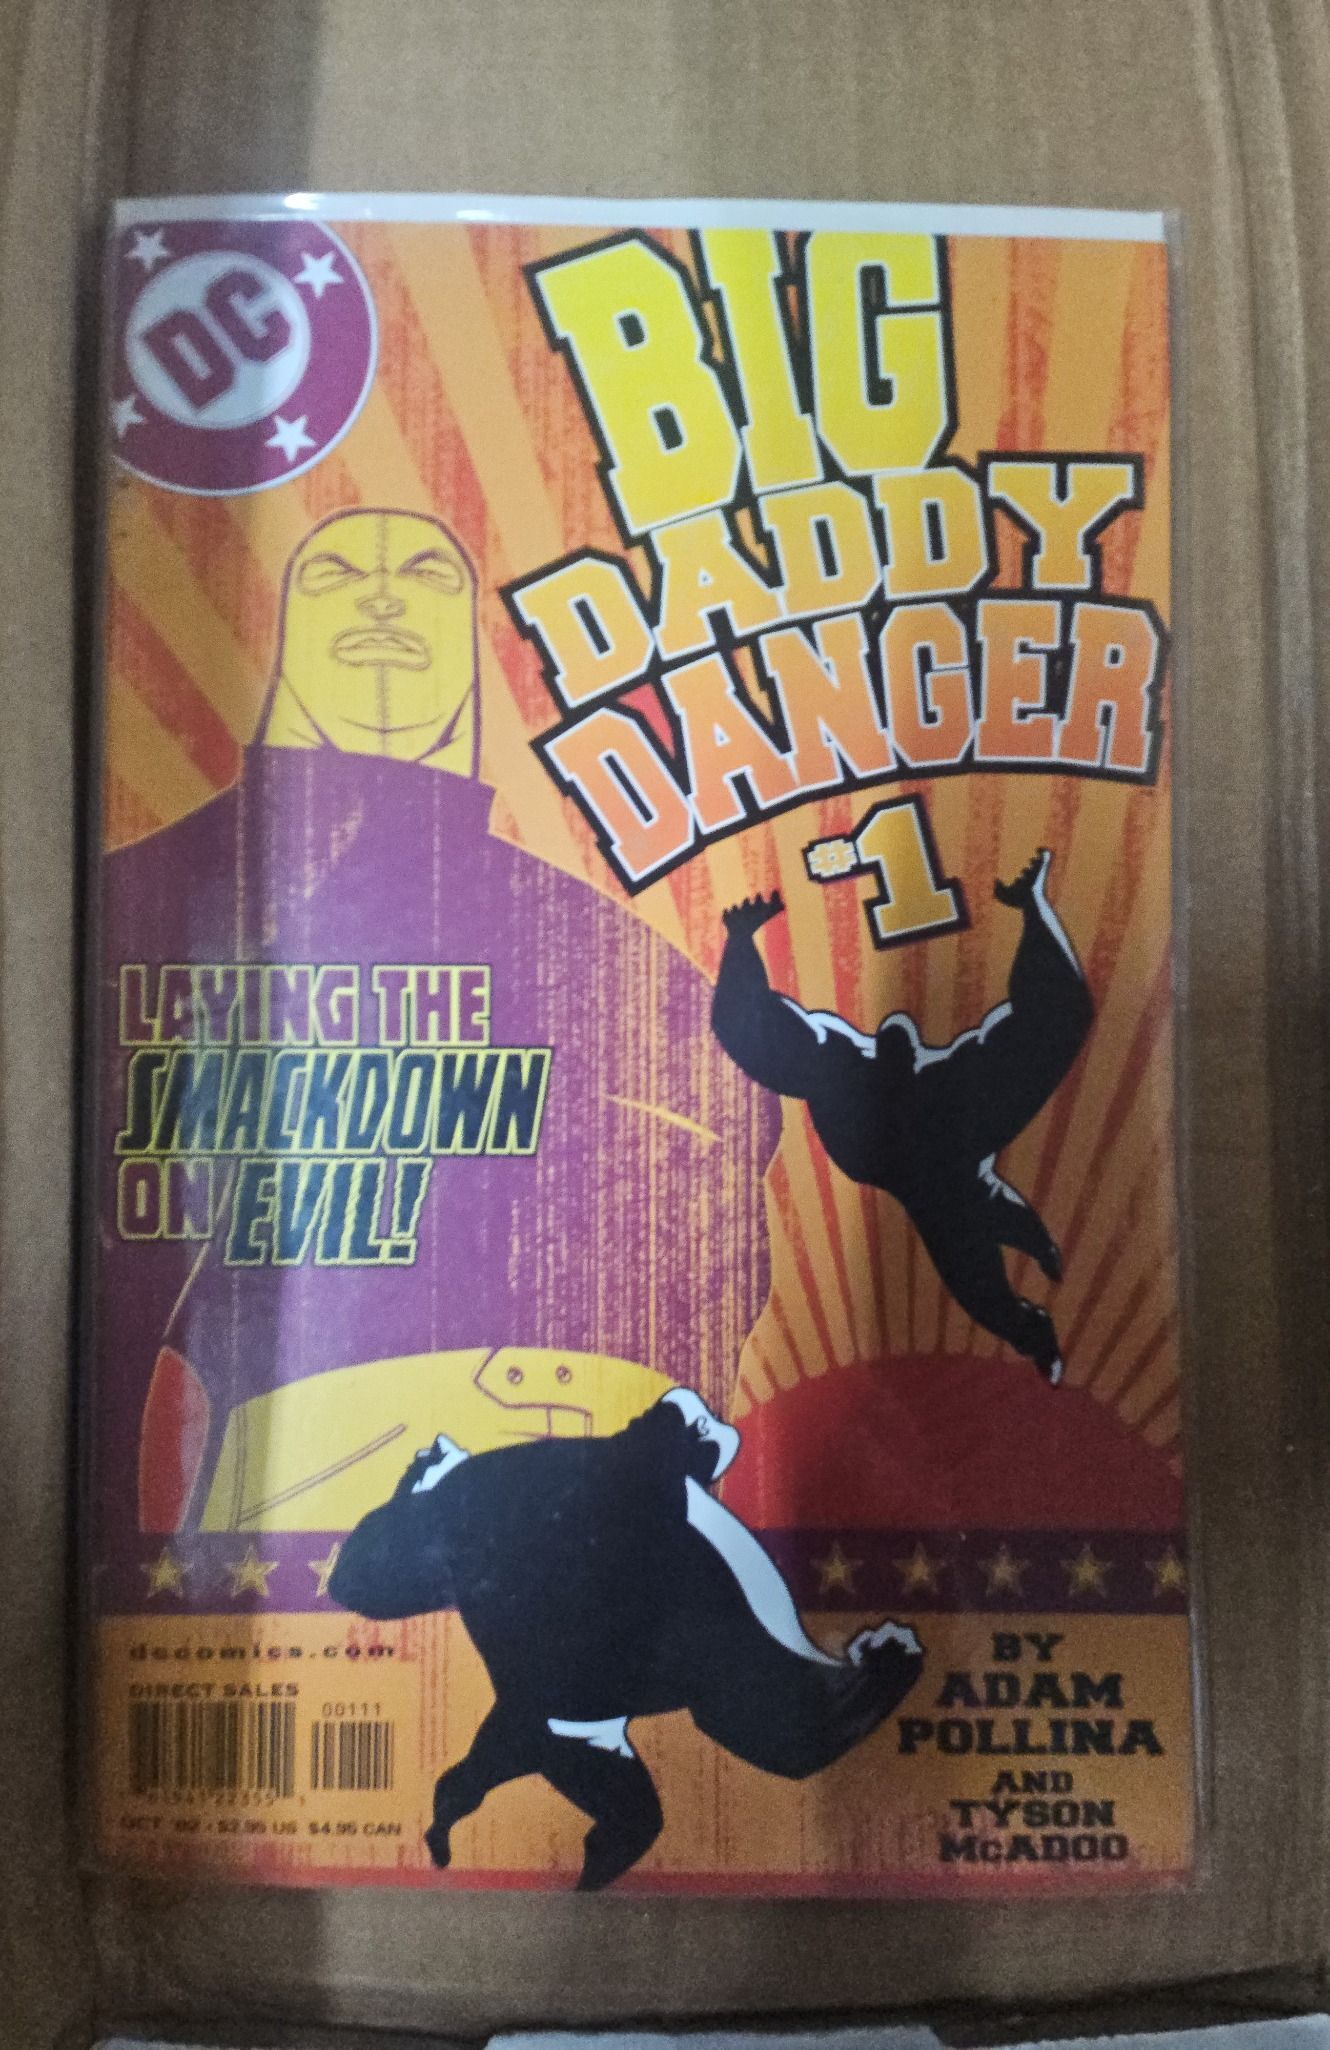 DC
BIG
DADDY
DANGER
#1
LAYING THE
SMACKDOWN
ON EVIL!
dccomics.com
DIRECT SALES
00111
OCT '02 • $2.95 US $4.95 CAN
BY
ADAM
POLLINA
AND
TYSON
McADOO